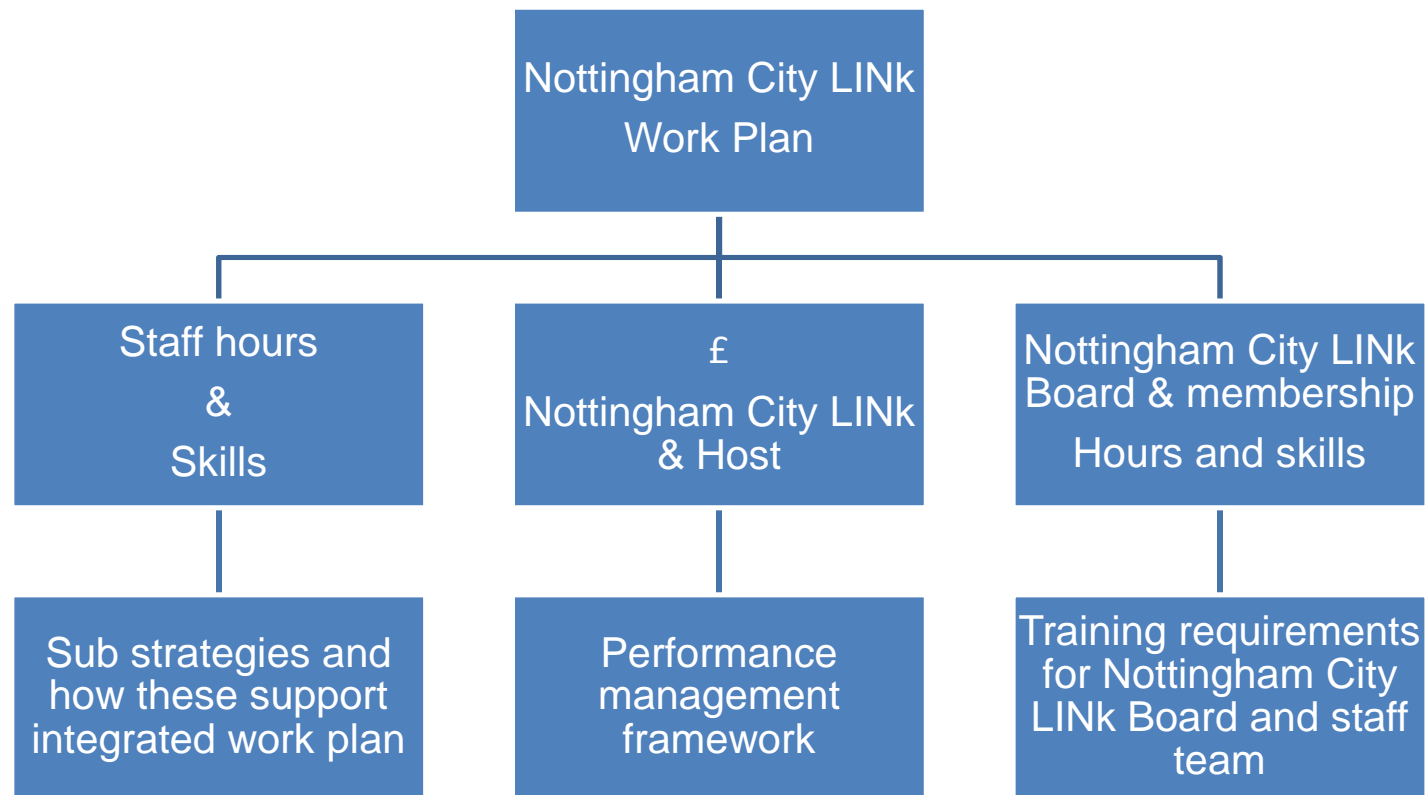 Nottingham City LINk
Work Plan
Staff hours
&
Skills
£
Nottingham City LINk
& Host
Nottingham City LINk
Board & membership
Hours and skills
Sub strategies and
how these support
integrated work plan
Performance
management
framework
Training requirements
for Nottingham City
LINk Board and staff
team